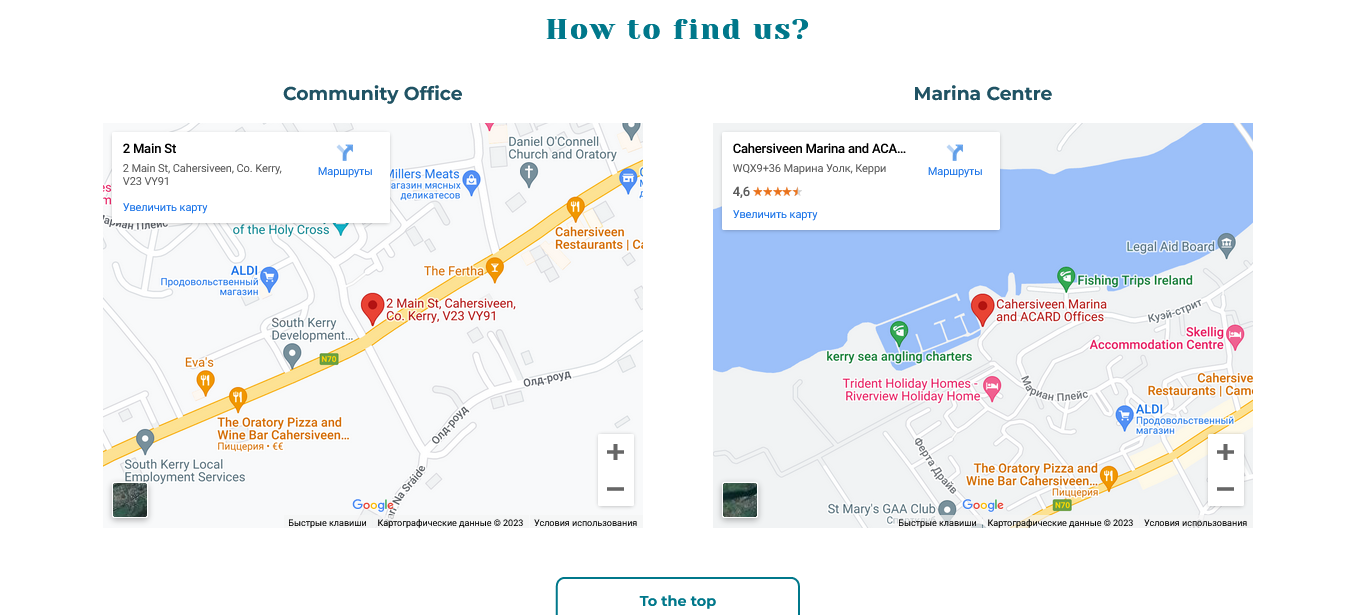 How to find us?
Community Office
Marina Centre
2 Main St
2 Main, Cahersiveen, Co. Kerry,
V23 VY91
Маршруты
Увеличить карту
Daniel O'Connell
Church and Oratory
Millers Meats
агазин мясных
деликатесов
ариан Плейс
of the Holy Cross
Cahersiveen
Restaurants | Ca
ALDI
Продовольственный
магазин
The Fertha
2 Main St, Cahersiveen,
Co. Kerry, V23 VY91
South Kerry
Development...
N70
Eva's
Олд-роуд
The Oratory Pizza and
Wine Bar Cahersiveen...
Пиццерия • €€
Олд-роуд
South Kerry Local
Employment Services
Na Sráide
Google
Быстрые клавиши
Картографические данные © 2023
Условия использования
Cahersiveen Marina and ACA...
WQX9+36 Марина Уолк, Керри
4,6
Маршруты
Увеличить карту
Legal Aid Board
Fishing Trips Ireland
Cahersiveen Marina
and ACARD Offices
Куэй-стрит
Skellig
Accommodation Centre
kerry sea angling charters
Trident Holiday Homes -
Riverview Holiday Home
Мариан Плейс
Cahersive
Restaurants | Came
ALDI
Продовольственный
магазин
Ферта Драйв
The Oratory Pizza and
Wine Bar Cahersiveen...
Пиццерия
N70
St Mary's GAA Club
Google
Быстрые клавиши
Картографические данные © 2023
Условия использования
To the top